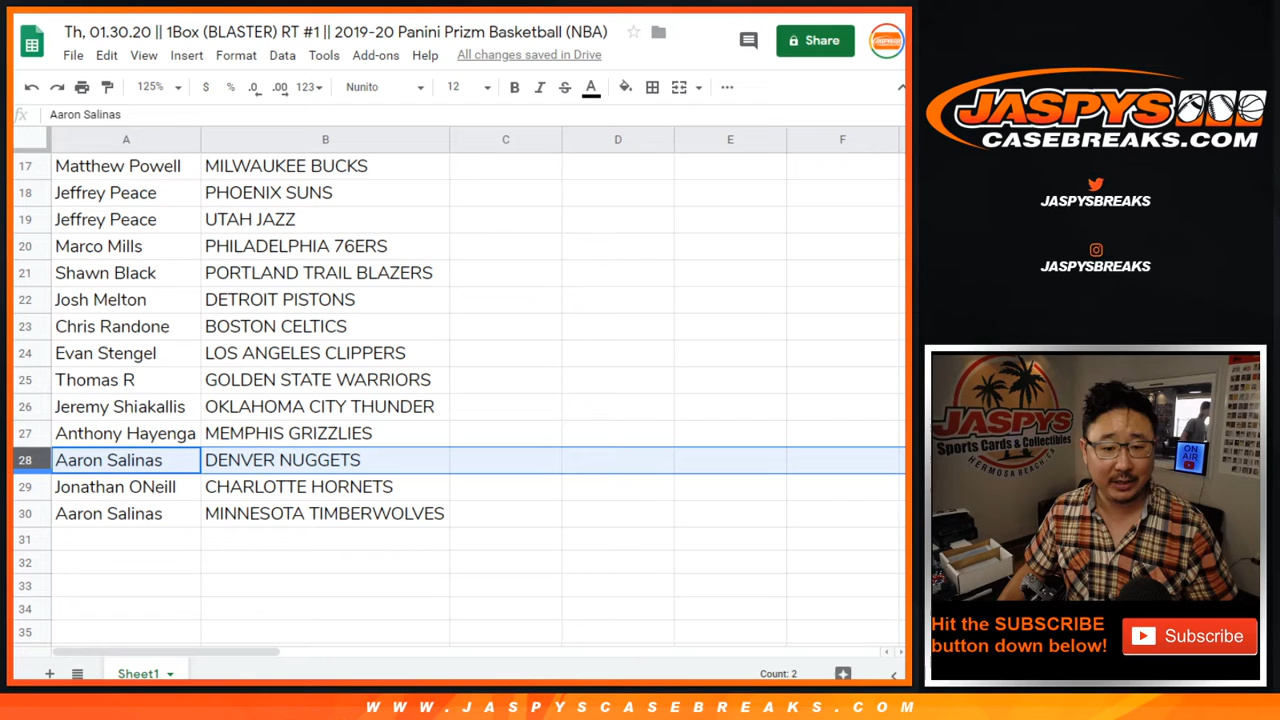 Th, 01.30.20 || 1Box (BLASTER) RT #1 || 2019-20 Panini Prizm Basketball (NBA)
File Edit View Insert Format Data Tools Add-ons Help All changes saved in Drive
Share
125% $ % .0 .00 123 Nunito 12 B I S A
fx Aaron Salinas
A B C D E F
17 Matthew Powell MILWAUKEE BUCKS
18 Jeffrey Peace PHOENIX SUNS
19 Jeffrey Peace UTAH JAZZ
20 Marco Mills PHILADELPHIA 76ERS
21 Shawn Black PORTLAND TRAIL BLAZERS
22 Josh Melton DETROIT PISTONS
23 Chris Randone BOSTON CELTICS
24 Evan Stengel LOS ANGELES CLIPPERS
25 Thomas R GOLDEN STATE WARRIORS
26 Jeremy Shiakallis OKLAHOMA CITY THUNDER
27 Anthony Hayenga MEMPHIS GRIZZLIES
28 Aaron Salinas DENVER NUGGETS
29 Jonathan ONeill CHARLOTTE HORNETS
30 Aaron Salinas MINNESOTA TIMBERWOLVES
31
32
33
34
35
Sheet1 Count: 2
JASPYS
CASEBREAKS.COM
JASPYSBREAKS
JASPYSBREAKS
JASPYS
Sports Cards & Collectibles
HERMOSA BEACH, CA
ON
AIR
Hit the SUBSCRIBE
button down below!
Subscribe
WWW.JASPYSCASEBREAKS.COM